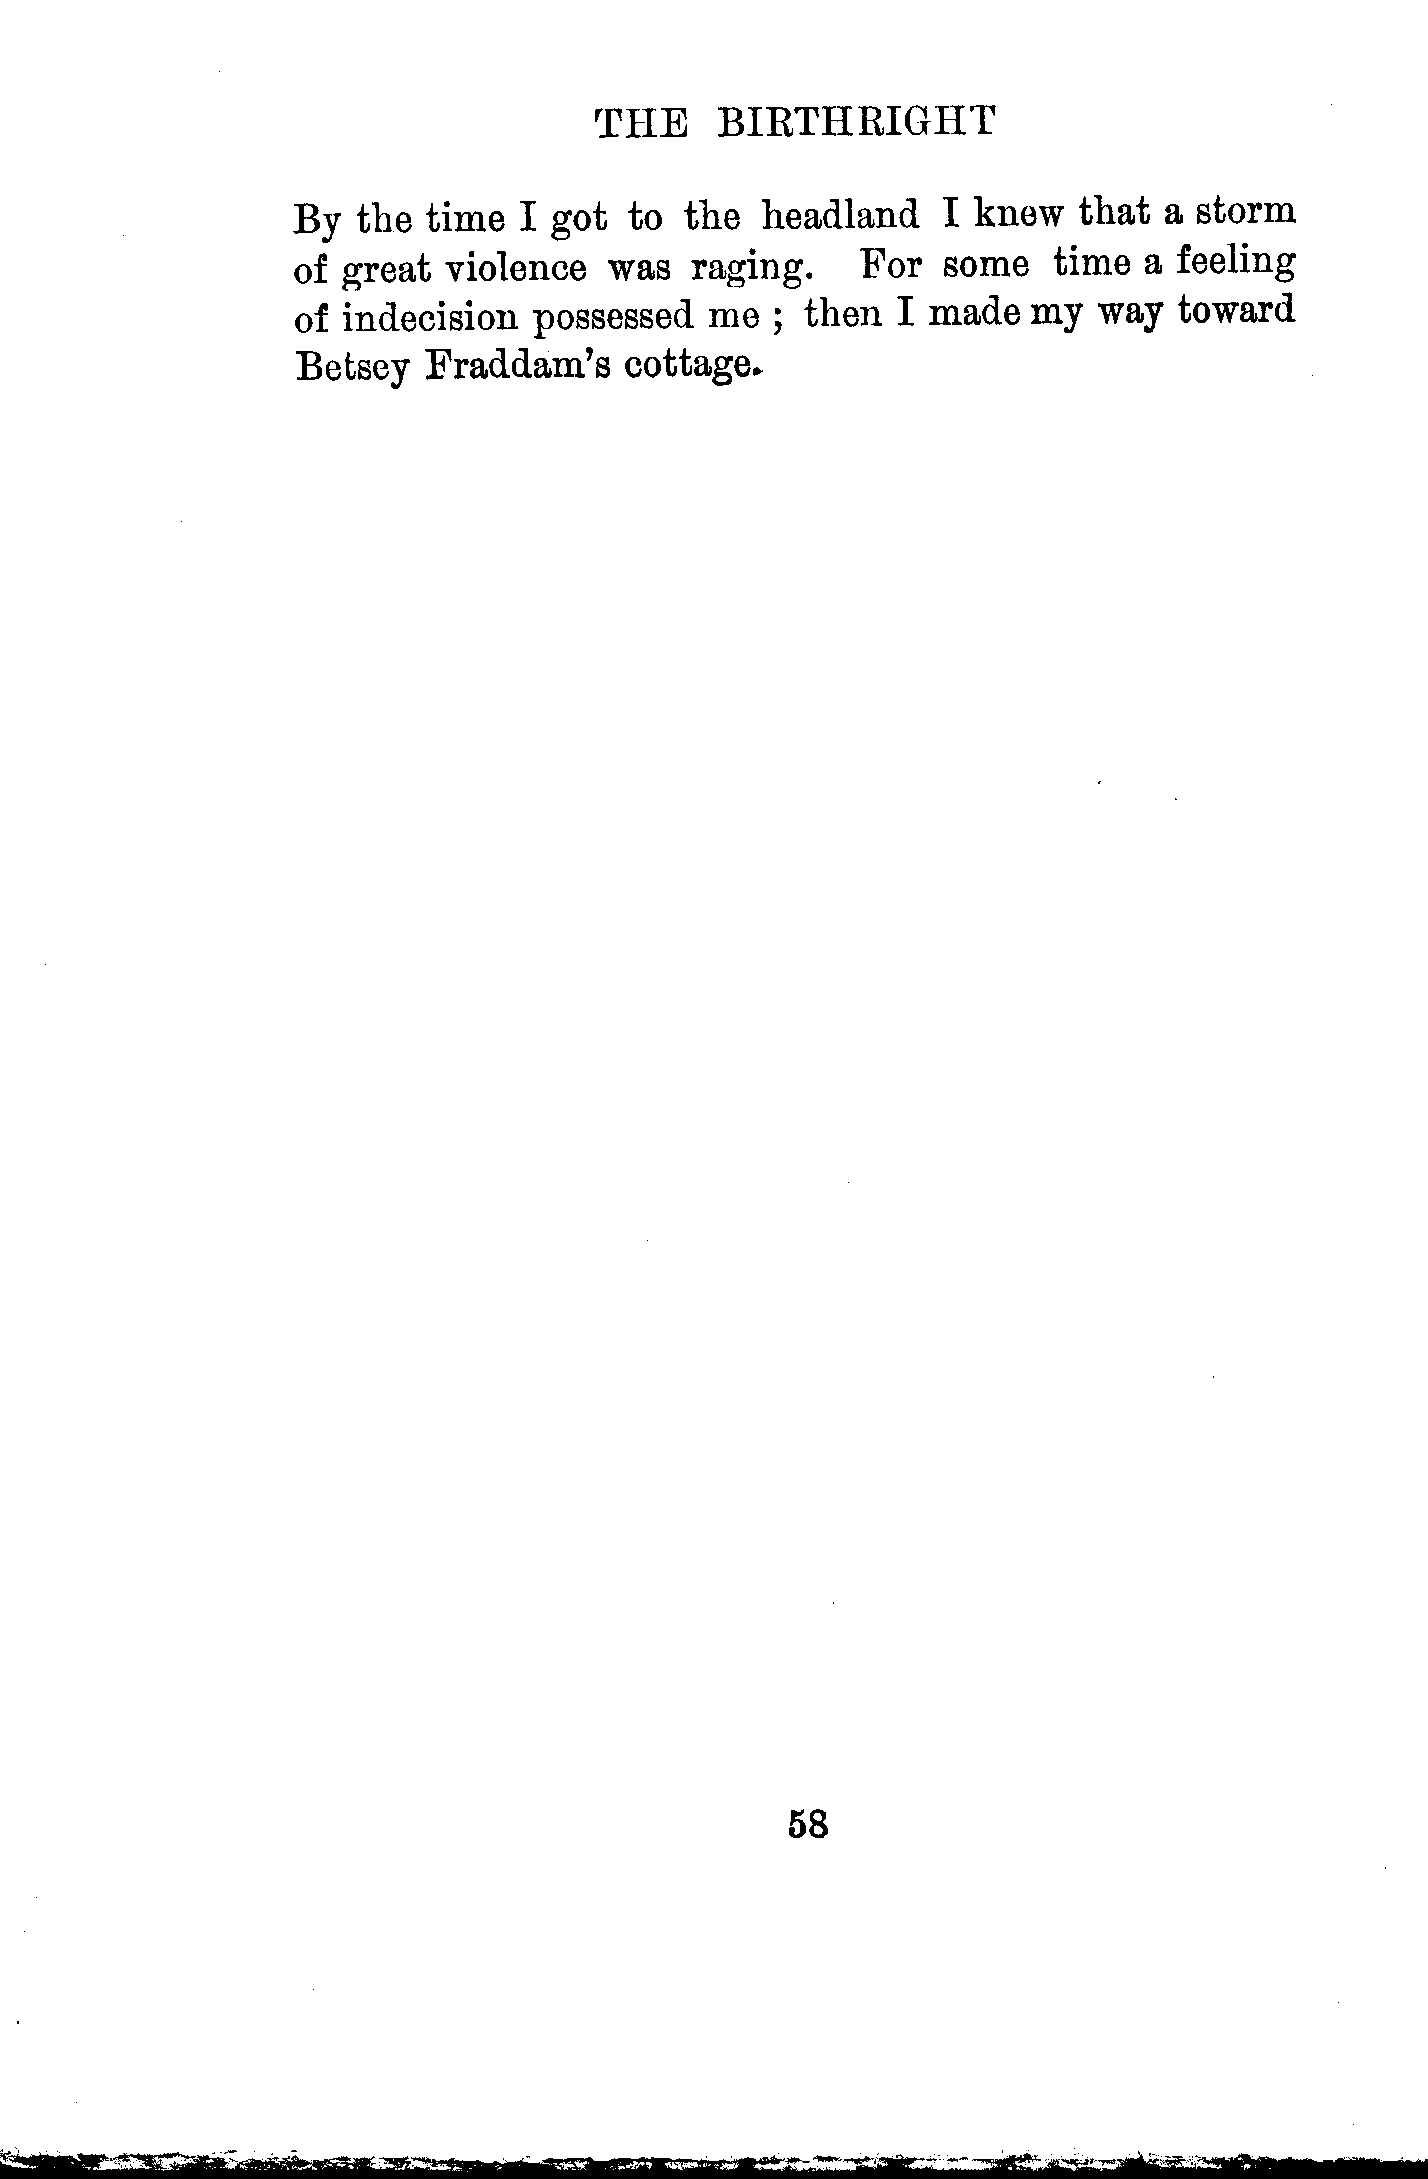 THE BIRTHRIGHT
By the time I got to the headland I knew that a storm
of great violence was raging. For some time a feeling
of indecision possessed me ; then I made my way toward
Betsey Fraddam's cottage.
58